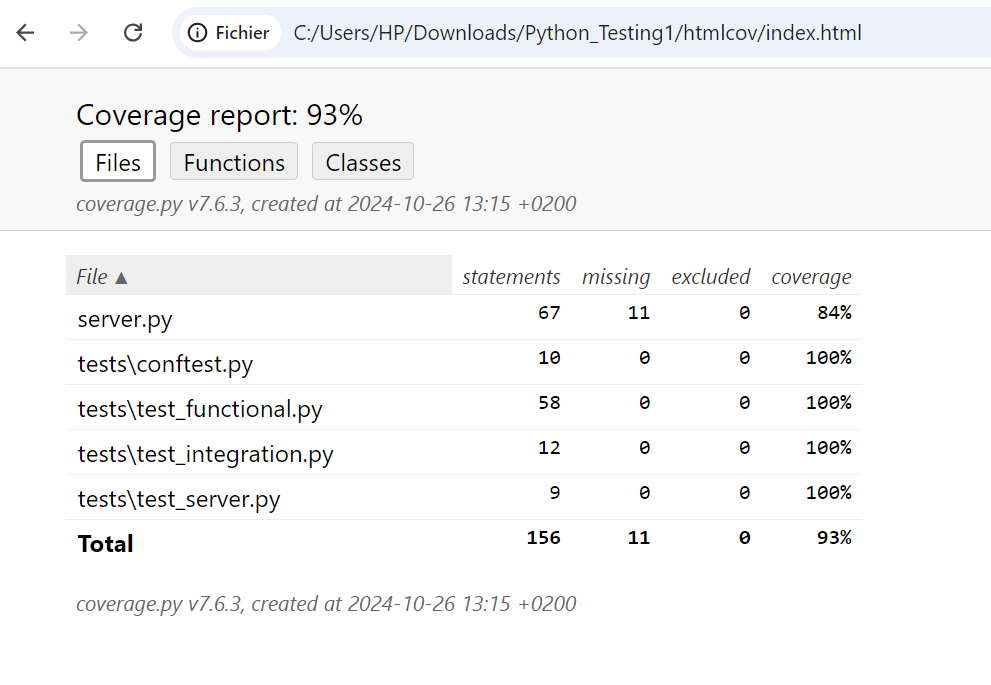 Fichier C:/Users/HP/Downloads/Python_Testing1/htmlcov/index.html
Coverage report: 93%
Files Functions Classes
coverage.py v7.6.3, created at 2024-10-26 13:15 +0200
File ▲ statements missing excluded coverage
server.py 67 11 0 84%
tests\conftest.py 10 0 0 100%
tests\test_functional.py 58 0 0 100%
tests\test_integration.py 12 0 0 100%
tests\test_server.py 9 0 0 100%
Total 156 11 0 93%
coverage.py v7.6.3, created at 2024-10-26 13:15 +0200